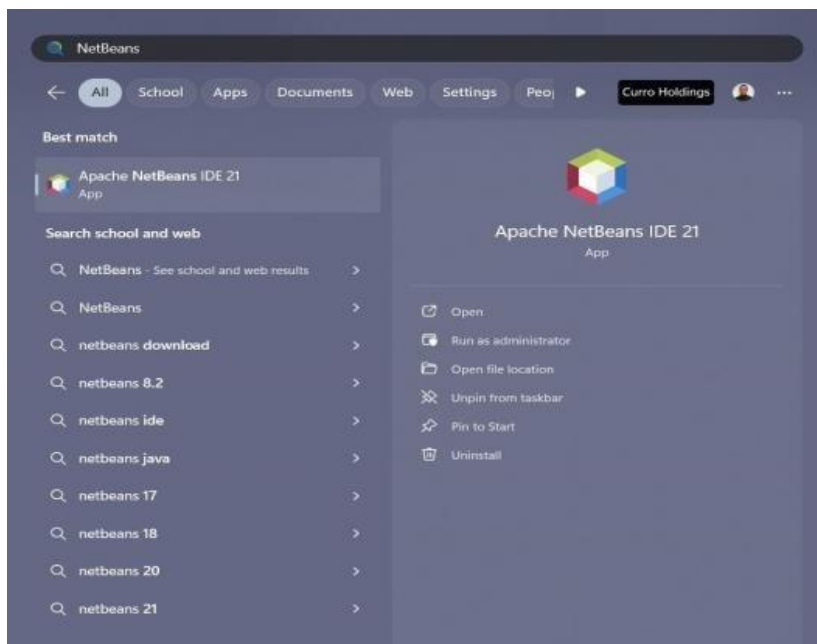 NetBeans
All School Apps Documents Web Settings Peo Curro Holdings ...
Best match
Apache NetBeans IDE 21
App
Search school and web
NetBeans - See school and web results
NetBeans
netbeans download
netbeans 8.2
netbeans ide
netbeans java
netbeans 17
netbeans 18
netbeans 20
netbeans 21
Apache NetBeans IDE 21
App
Open
Run as administrator
Open file location
Unpin from taskbar
Pin to Start
Uninstall